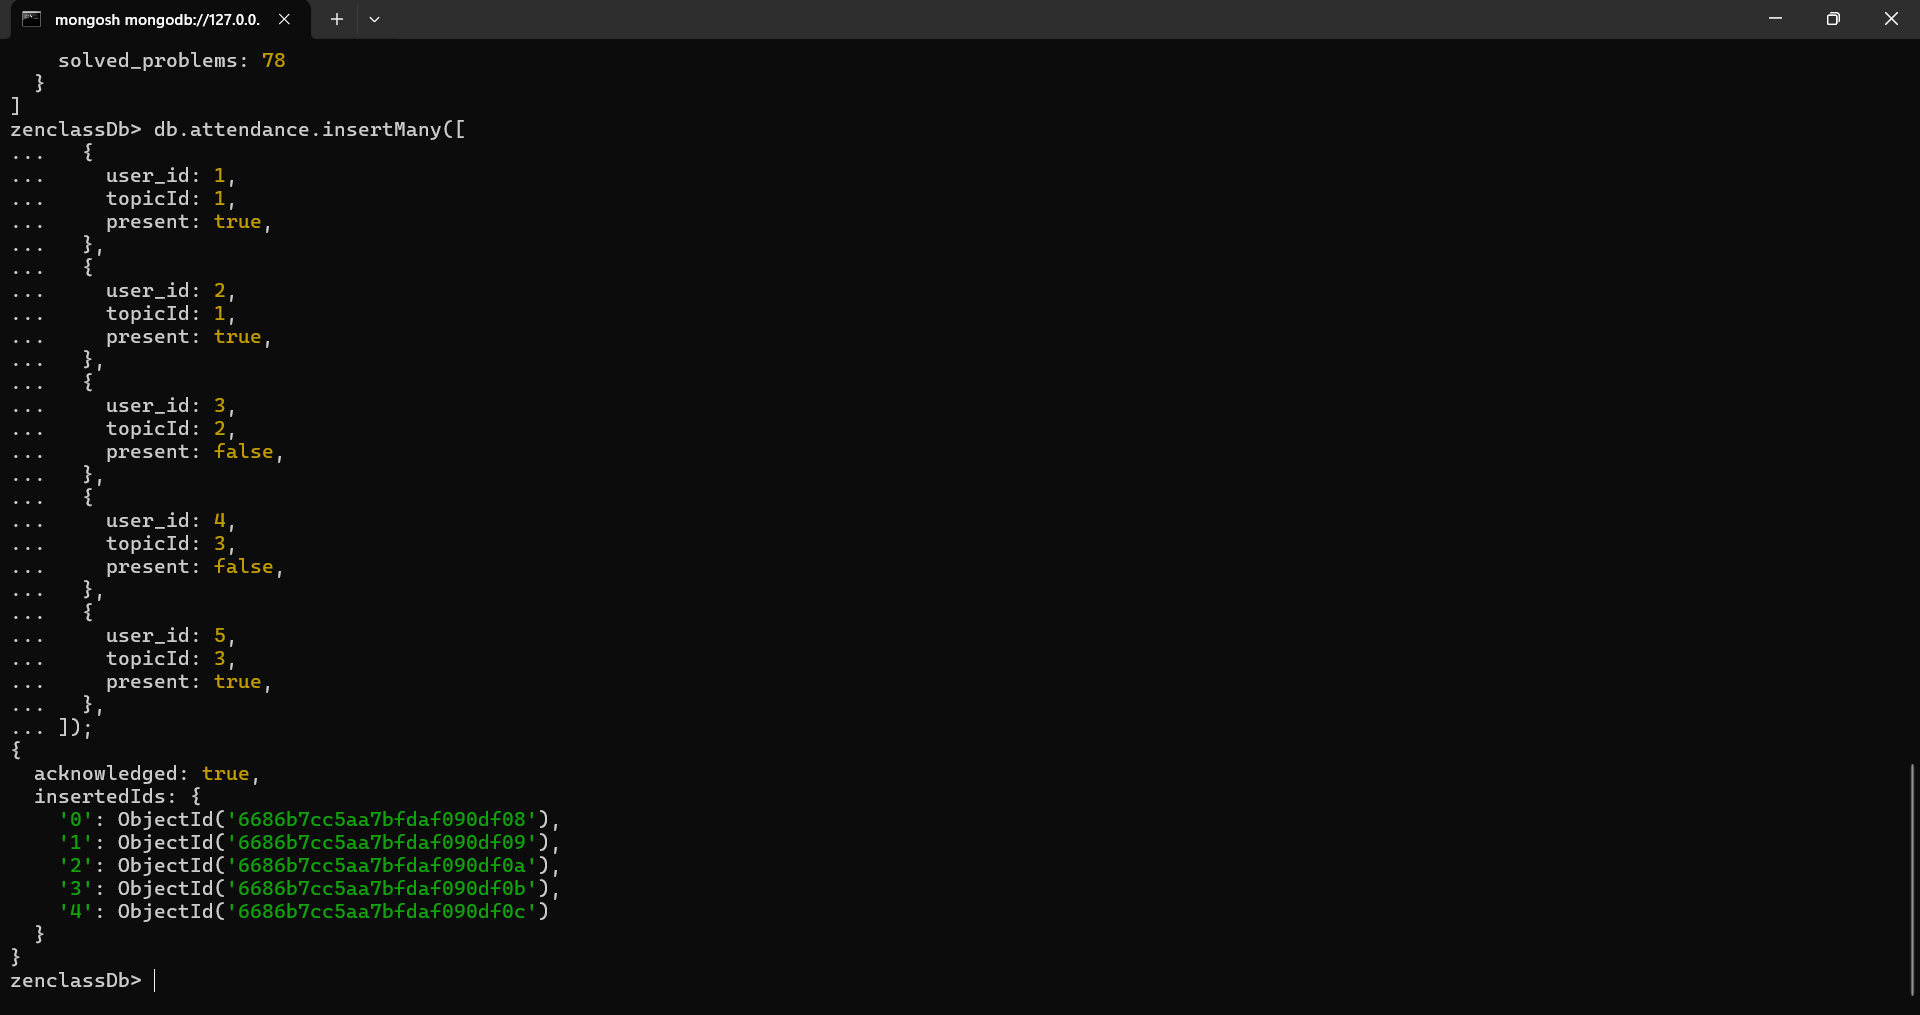 mongosh mongodb://127.0.0.
    solved_problems: 78
  }
]
zenclassDb> db.attendance.insertMany([
...   {
...     user_id: 1,
...     topicId: 1,
...     present: true,
...   },
...   {
...     user_id: 2,
...     topicId: 1,
...     present: true,
...   },
...   {
...     user_id: 3,
...     topicId: 2,
...     present: false,
...   },
...   {
...     user_id: 4,
...     topicId: 3,
...     present: false,
...   },
...   {
...     user_id: 5,
...     topicId: 3,
...     present: true,
...   },
... ]);
{
  acknowledged: true,
  insertedIds: {
    '0': ObjectId('6686b7cc5aa7bfdaf090df08'),
    '1': ObjectId('6686b7cc5aa7bfdaf090df09'),
    '2': ObjectId('6686b7cc5aa7bfdaf090df0a'),
    '3': ObjectId('6686b7cc5aa7bfdaf090df0b'),
    '4': ObjectId('6686b7cc5aa7bfdaf090df0c')
  }
}
zenclassDb>